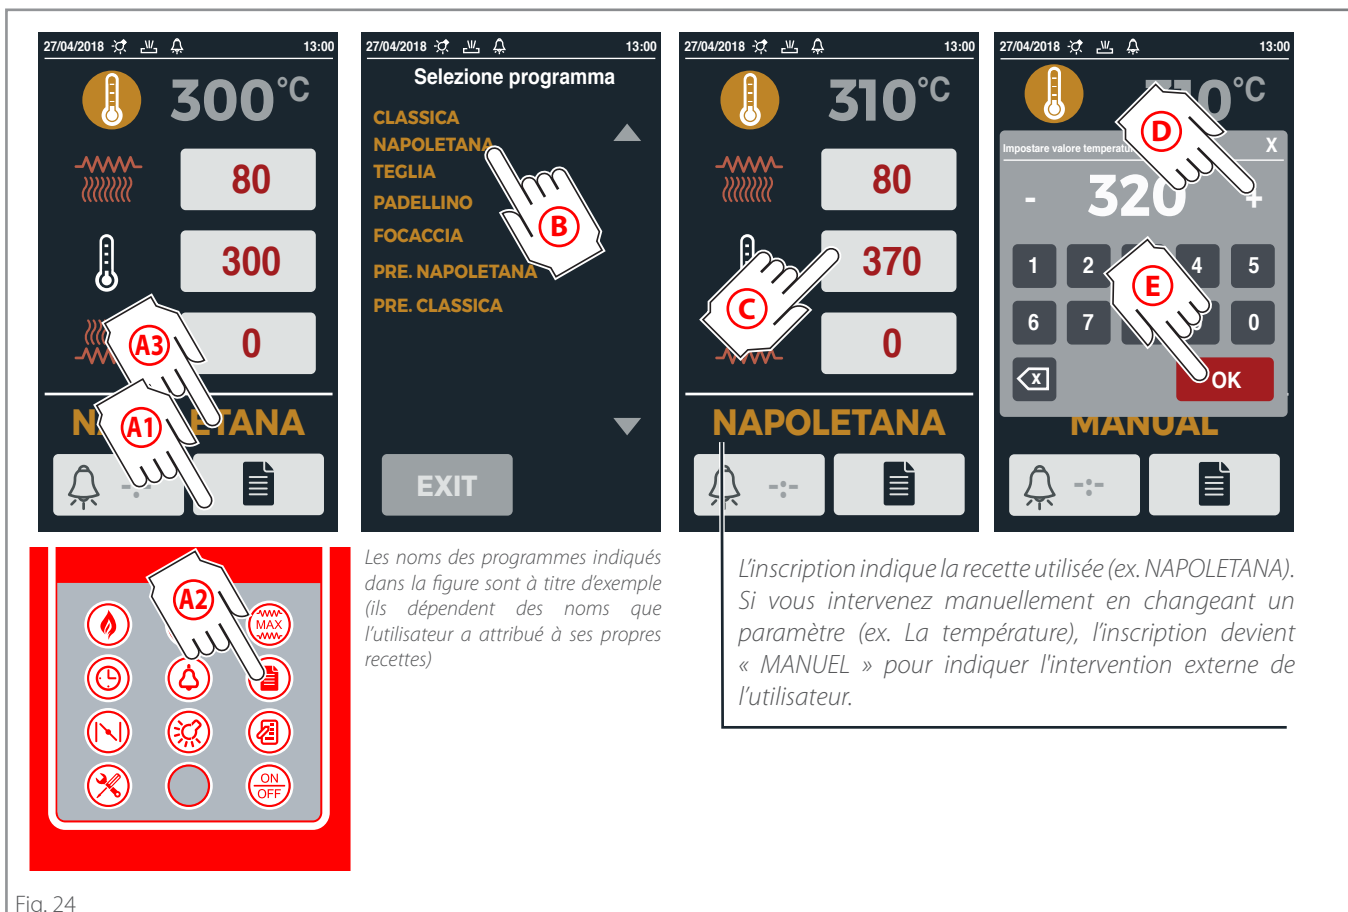 27/04/2018 13:00
300°C
80
300
0
A3
A1
27/04/2018 13:00
Selezione programma
CLASSICA
NAPOLETANA
TEGLIA
PADELLINO
FOCACCIA
PRE. NAPOLETANA
PRE. CLASSICA
B
EXIT
27/04/2018 13:00
310°C
80
370
C
0
NAPOLETANA
-:-
27/04/2018 13:00
°C
D
Impostare valore X
- 320 +
1 2 4 5
E
6 7 0
X
OK
MANUAL
-:-
A2
MAX
ON
OFF
Les noms des programmes indiqués
dans la figure sont à titre d'exemple
(ils dépendent des noms que
l'utilisateur a attribué à ses propres
recettes)
L'inscription indique la recette utilisée (ex. NAPOLETANA).
Si vous intervenez manuellement en changeant un
paramètre (ex. La température), l'inscription devient
« MANUEL » pour indiquer l'intervention externe de
l'utilisateur.
Fig. 24